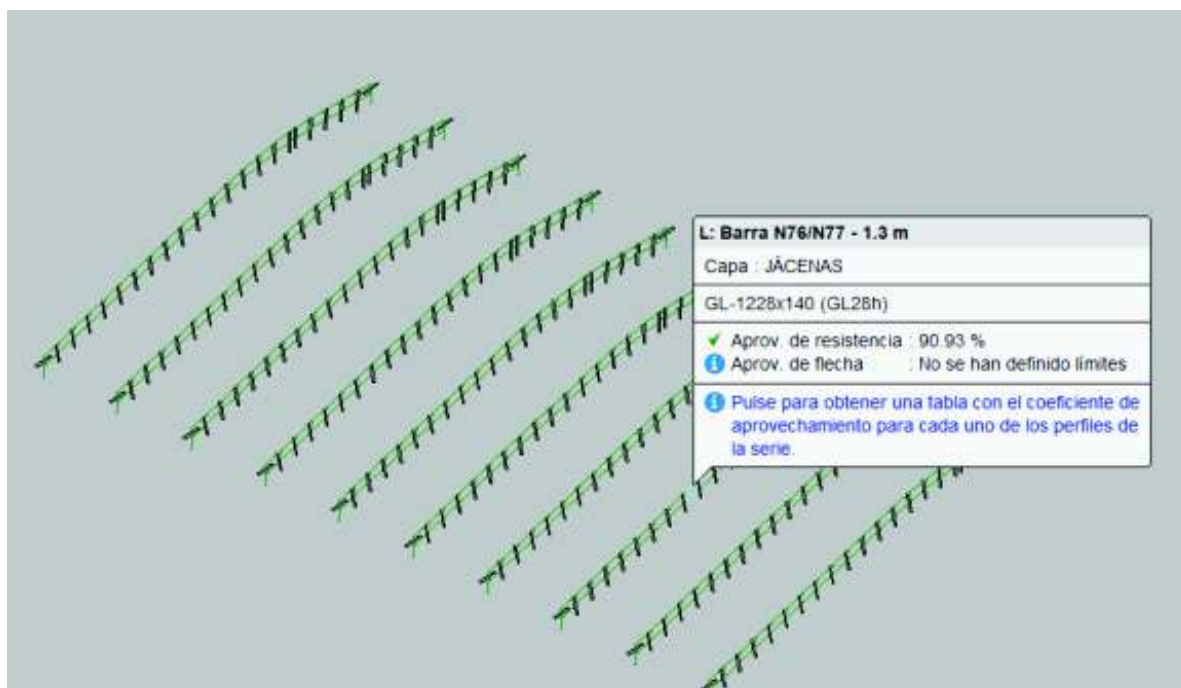 L: Barra N76/N77 - 1.3 m
Capa : JÁCENAS
GL-1228x140 (GL28h)
Aprov. de resistencia : 90.93 %
Aprov. de flecha : No se han definido límites
Pulse para obtener una tabla con el coeficiente de
aprovechamiento para cada uno de los perfiles de
la serie.